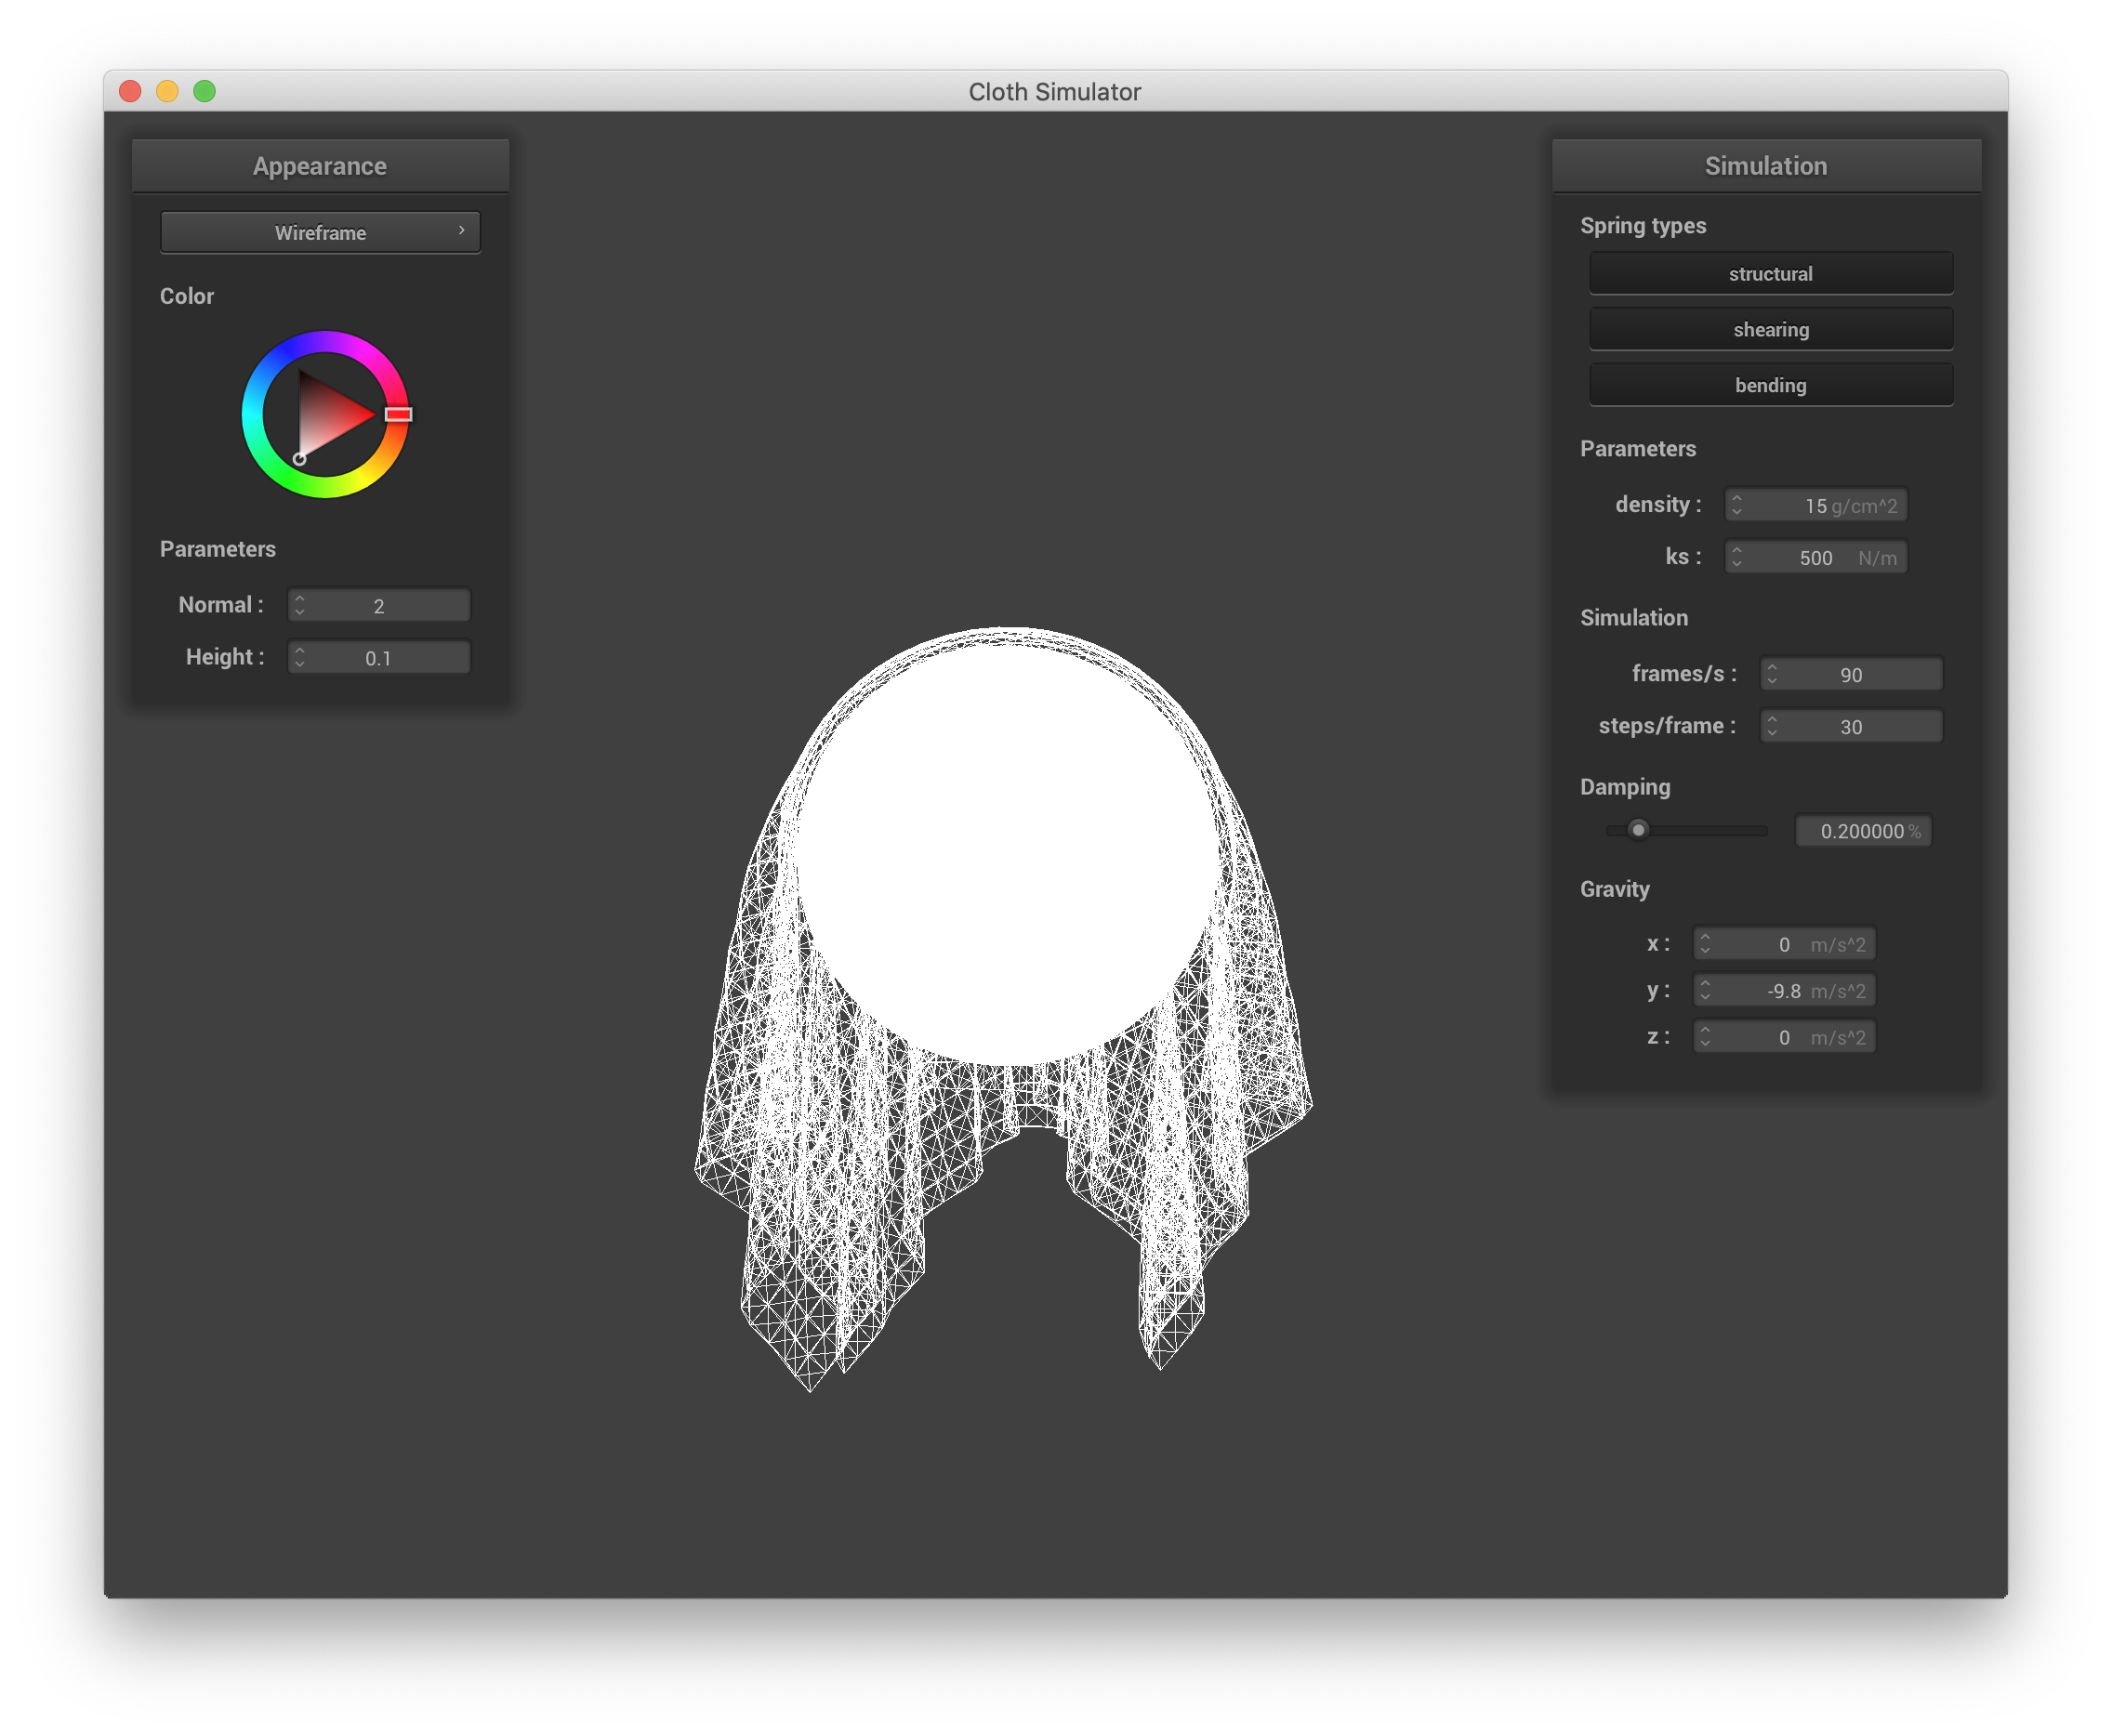 Cloth Simulator
Appearance
Wireframe
Color
Parameters
Normal : 2
Height : 0.1
Simulation
Spring types
structural
shearing
bending
Parameters
density : 15 g/cm^2
ks : 500 N/m
Simulation
frames/s : 90
steps/frame : 30
Damping
0.200000 %
Gravity
x : 0 m/s^2
y : -9.8 m/s^2
z : 0 m/s^2